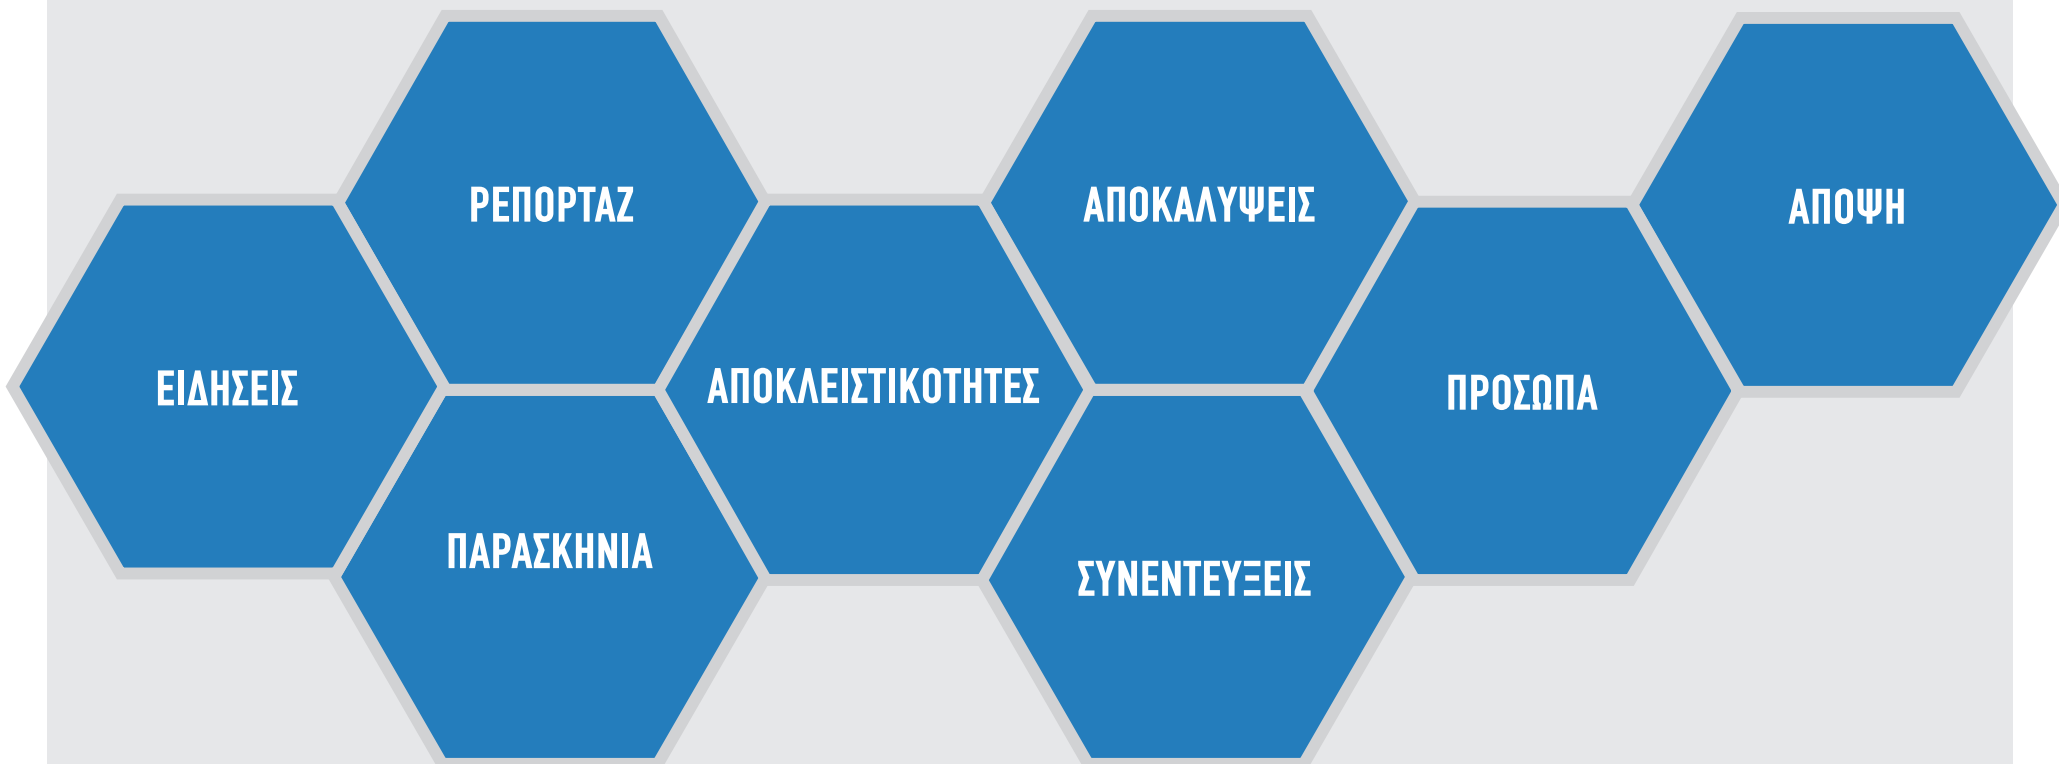 ΕΙΔΗΣΕΙΣ
ΡΕΠΟΡΤΑΖ
ΠΑΡΑΣΚΗΝΙΑ
ΑΠΟΚΛΕΙΣΤΙΚΟΤΗΤΕΣ
ΑΠΟΚΑΛΥΨΕΙΣ
ΣΥΝΕΝΤΕΥΞΕΙΣ
ΠΡΟΣΩΠΑ
ΑΠΟΨΗ